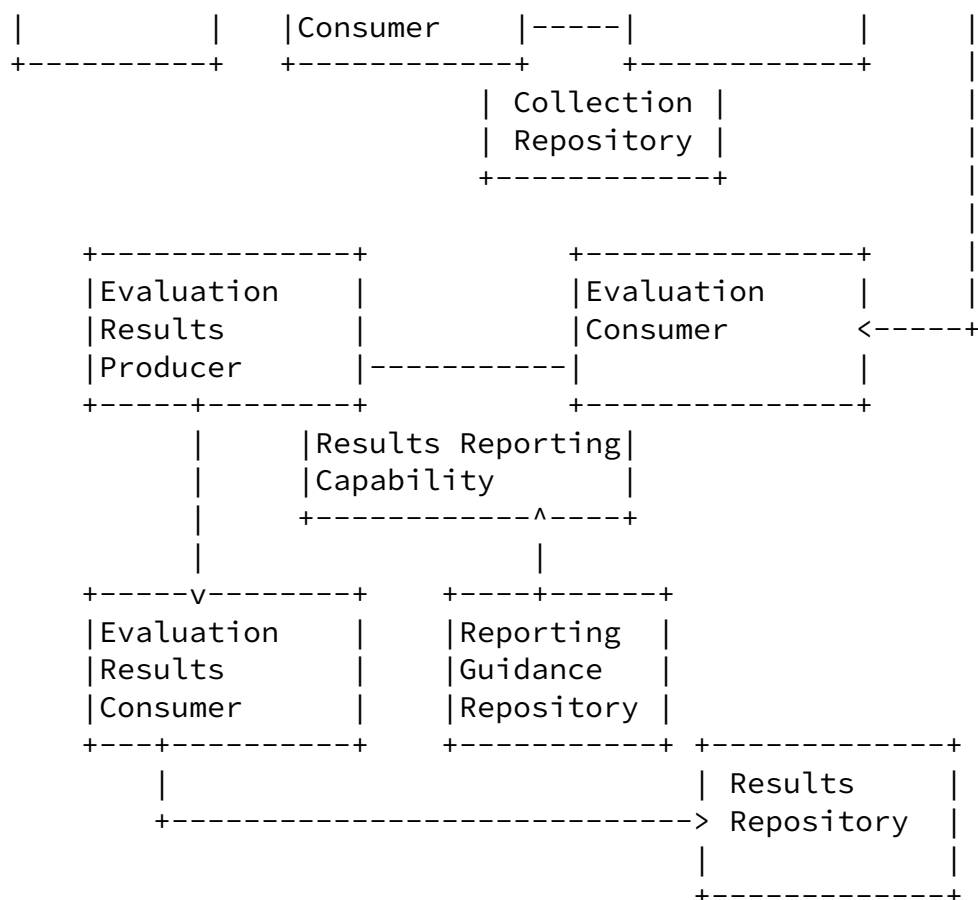 Consumer
Collection
Repository
Evaluation Evaluation
Results Consumer
Producer
Results Reporting
Capability
Evaluation Reporting
Results Guidance
Consumer Repository
Results
Repository